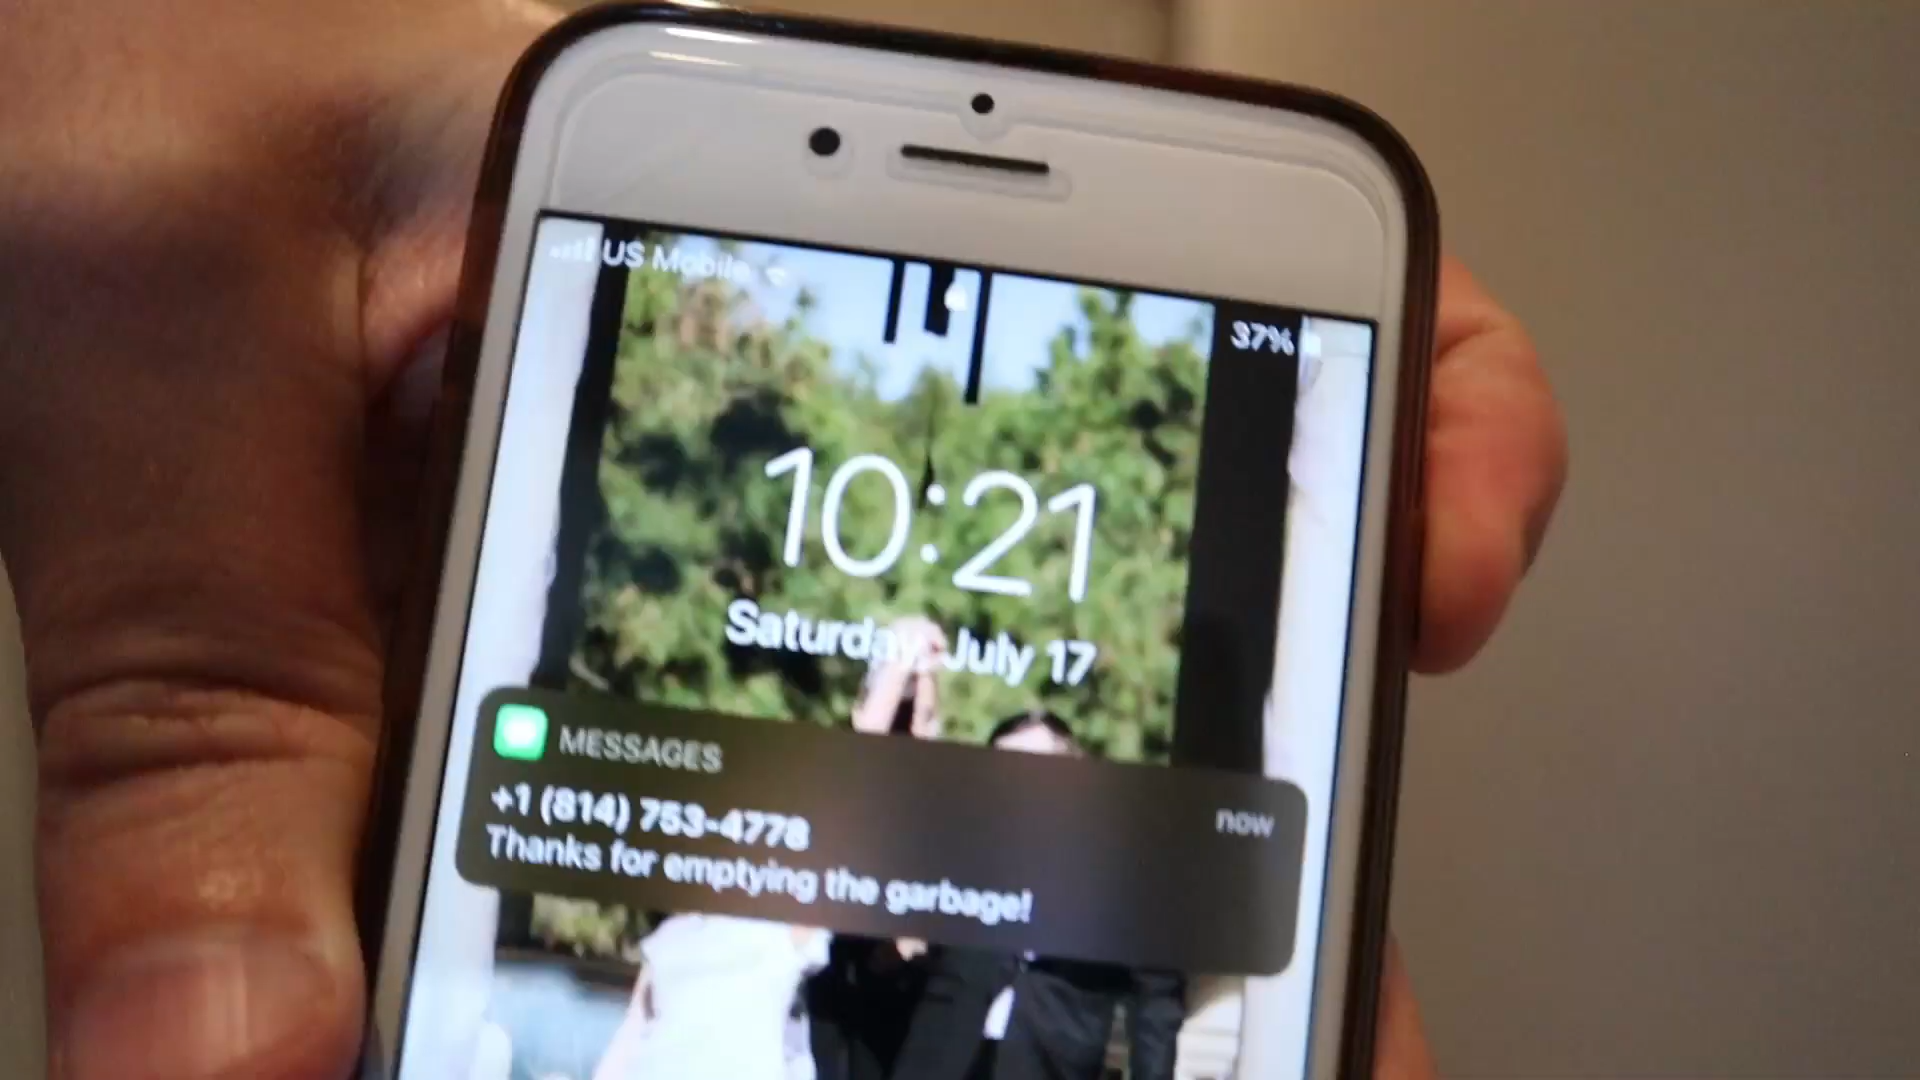 US Mobile
37%
10:21
Saturday, July 17
MESSAGES
now
+1 (814) 753-4778
Thanks for emptying the garbage!